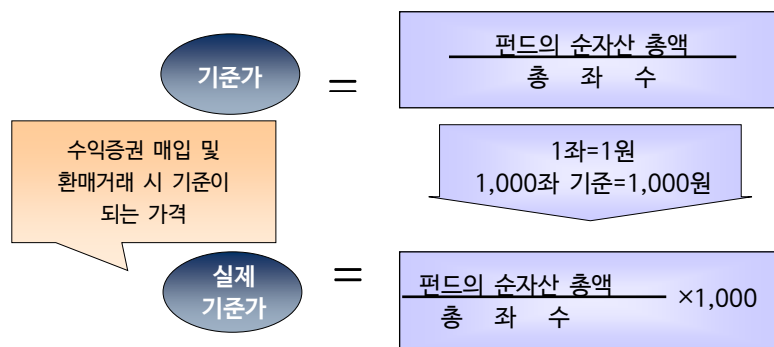 기준가
=
펀드의 순자산 총액
총 좌 수
수익증권 매입 및
환매거래 시 기준이
되는 가격
1좌=1원
1,000좌 기준=1,000원
실제
기준가
=
펀드의 순자산 총액
총 좌 수
×1,000